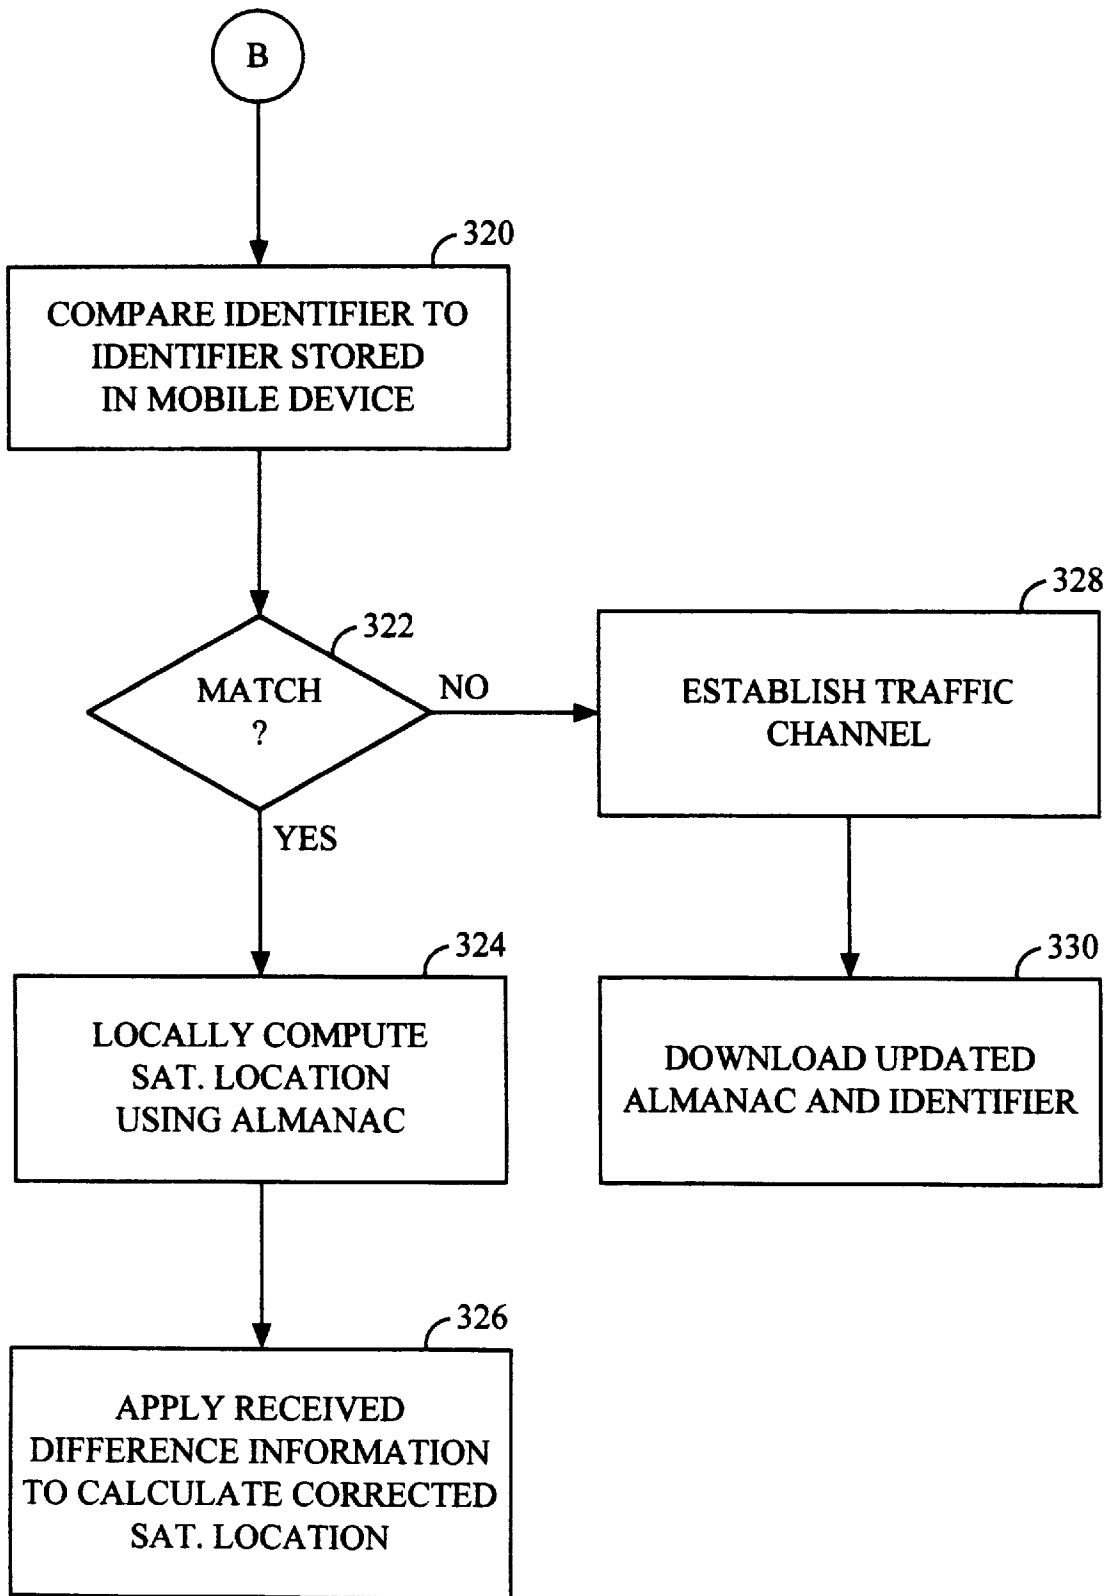 B
320
COMPARE IDENTIFIER TO
IDENTIFIER STORED
IN MOBILE DEVICE
322
MATCH
?
NO
YES
328
ESTABLISH TRAFFIC
CHANNEL
324
LOCALLY COMPUTE
SAT. LOCATION
USING ALMANAC
330
DOWNLOAD UPDATED
ALMANAC AND IDENTIFIER
326
APPLY RECEIVED
DIFFERENCE INFORMATION
TO CALCULATE CORRECTED
SAT. LOCATION